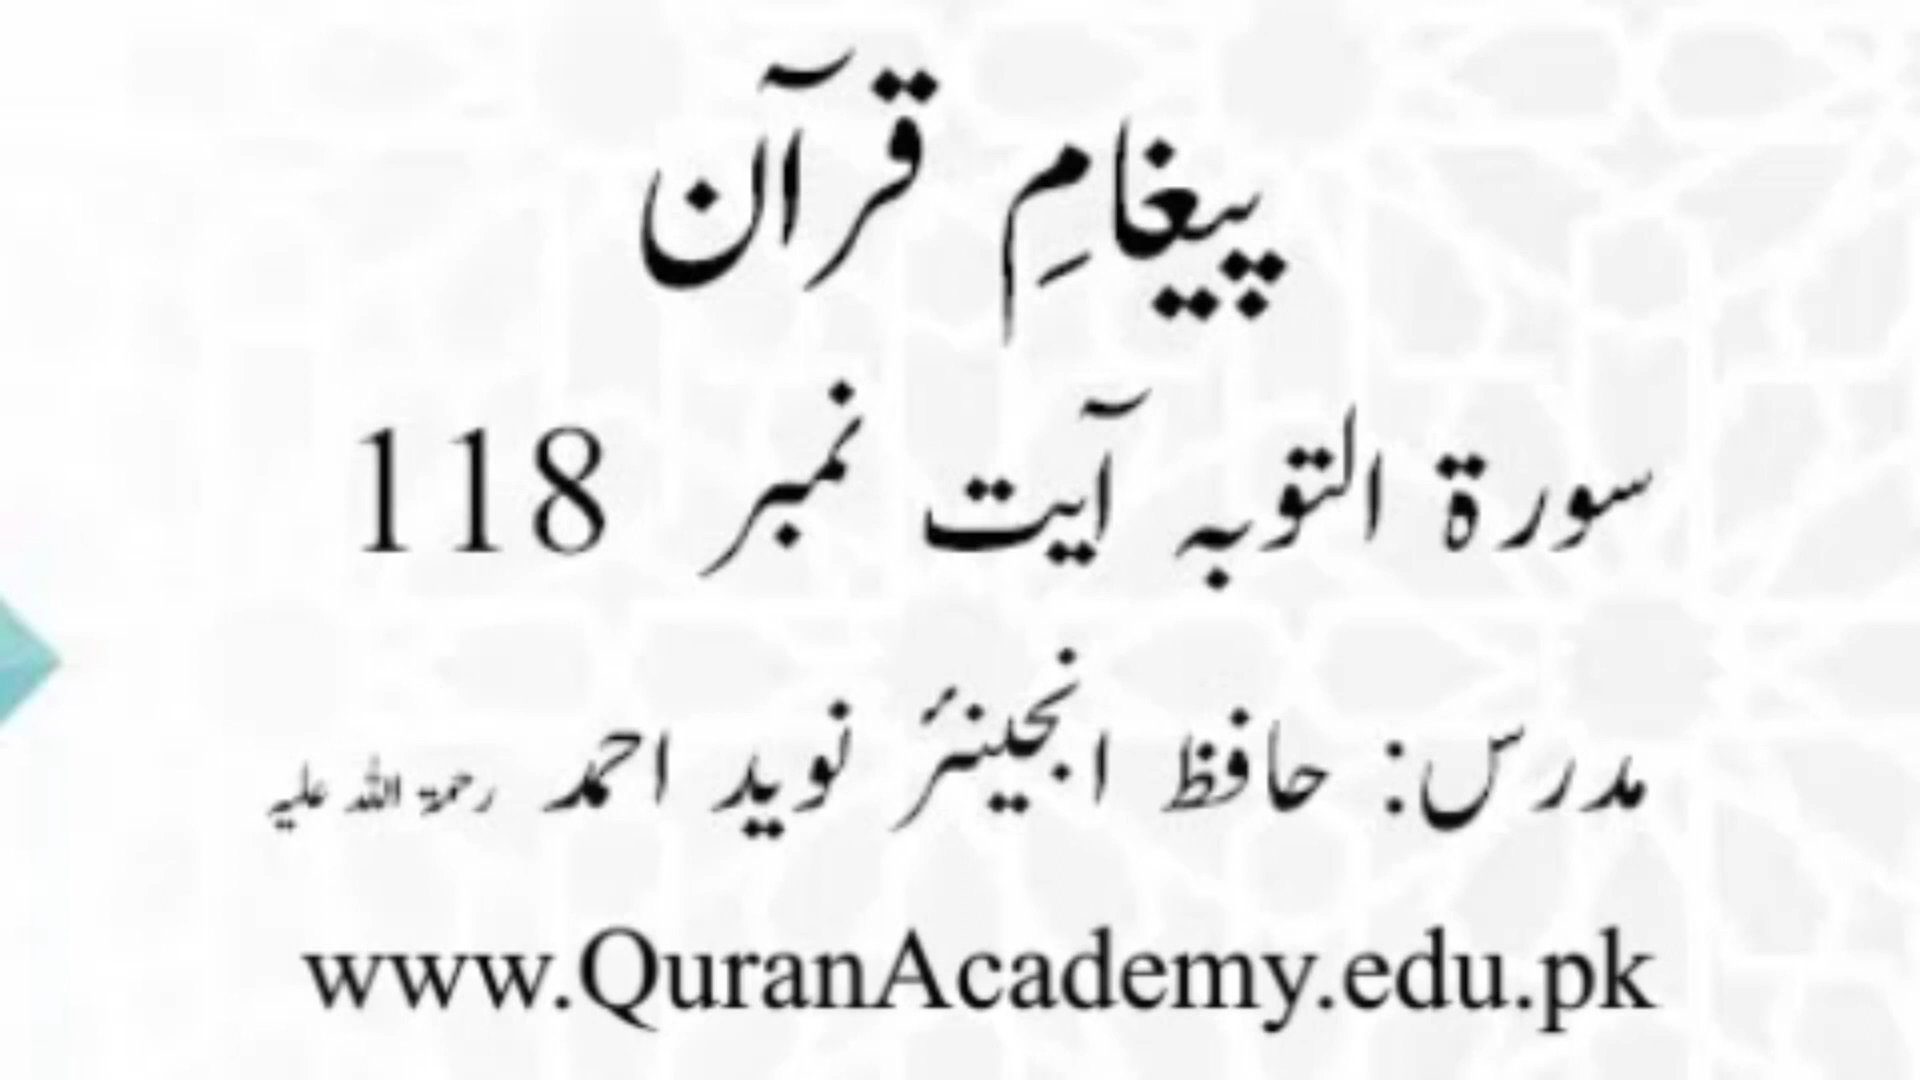 پیغامِ قرآن
سورۃ التوبہ آیت نمبر 118
مدرس: حافظ انجینئر نوید احمد رحمۃ اللہ علیہ
www.QuranAcademy.edu.pk